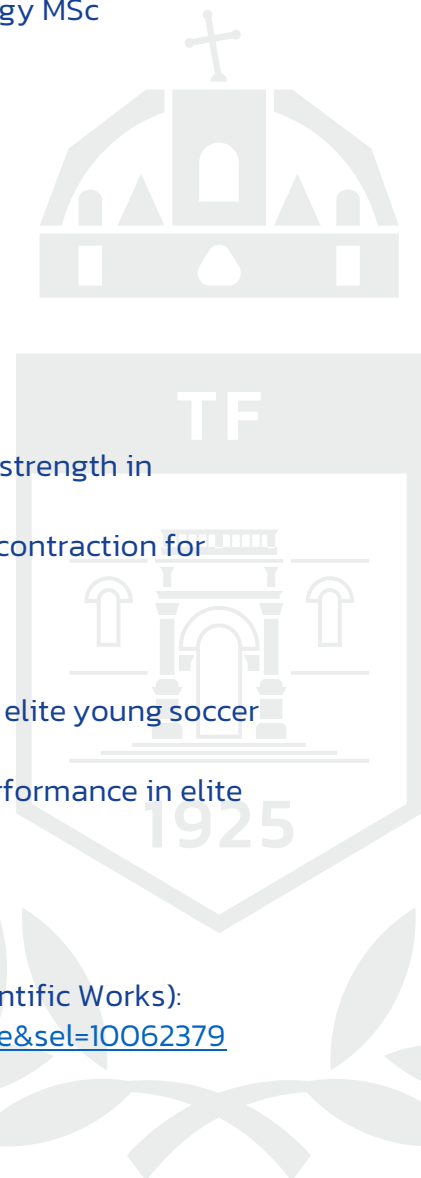 gy MSc
TF
strength in
contraction for
elite young soccer
rformance in elite
1925
ntific Works):
e&sel=10062379